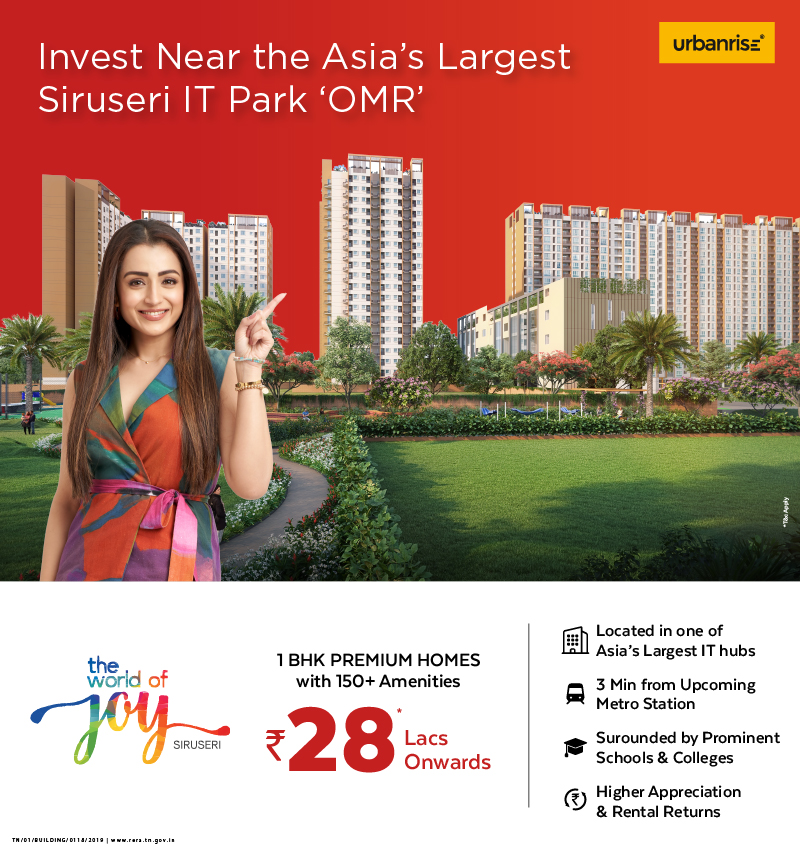 Invest Near the Asia's Largest
Siruseri IT Park 'OMR'
urbanrise®
*T&c Apply
the
world of
joy
SIRUSERI
1 BHK PREMIUM HOMES
with 150+ Amenities
₹28* Lacs
Onwards
Located in one of
Asia's Largest IT hubs
3 Min from Upcoming
Metro Station
Surounded by Prominent
Schools & Colleges
Higher Appreciation
& Rental Returns
TN/01/BUILDING/0114/2019 | www.rera.tn.gov.in